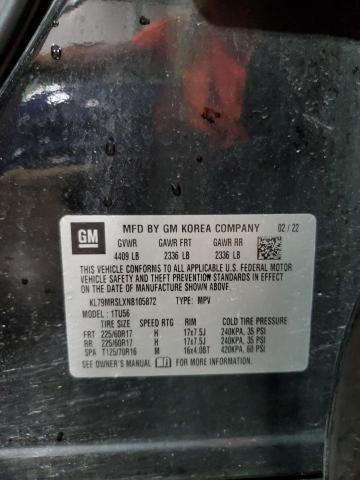 GM
MFD BY GM KOREA COMPANY 02 / 22
GVWR GAWR FRT GAWR RR
4409 LB 2336 LB 2336 LB
THIS VEHICLE CONFORMS TO ALL APPLICABLE U.S. FEDERAL MOTOR
VEHICLE SAFETY AND THEFT PREVENTION STANDARDS IN EFFECT ON
THE DATE OF MANUFACTURE SHOWN ABOVE.
KL79MRSLXNB105872 TYPE: MPV
MODEL : 1TU56
TIRE SIZE SPEED RTG RIM COLD TIRE PRESSURE
FRT 225/60R17 H 17x7.5J 240KPA, 35 PSI
RR 225/60R17 H 17x7.5J 240KPA, 35 PSI
SPA T125/70R16 M 16x4.0BT 420KPA, 60 PSI
SEE OWNER'S MANUAL FOR MORE INFORMATION.